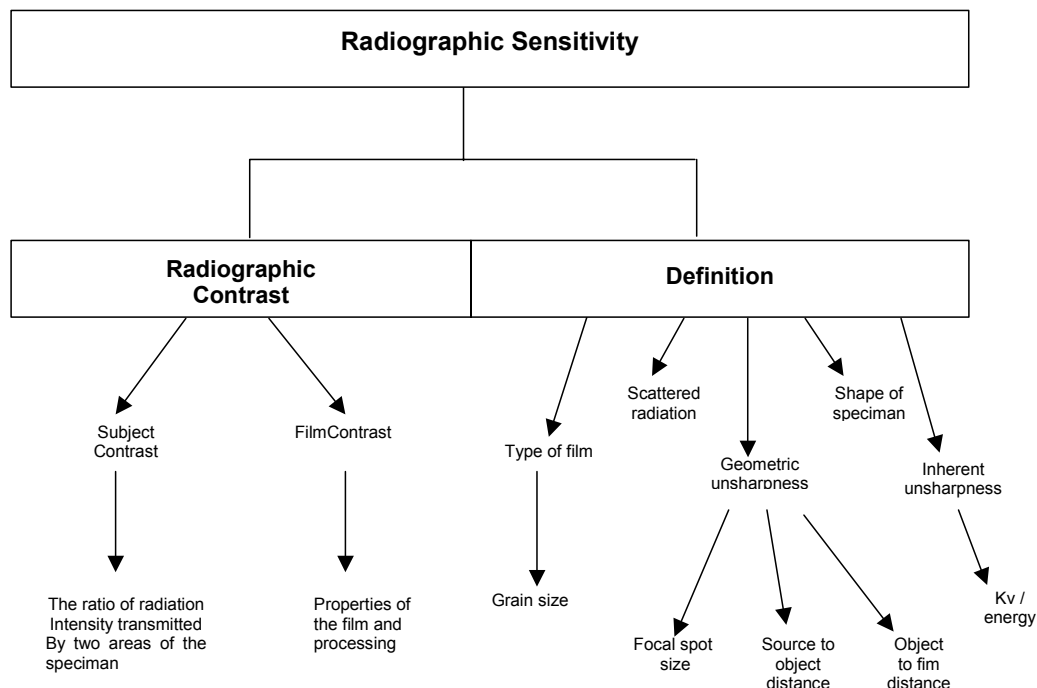 Radiographic Sensitivity
Radiographic
Contrast
Definition
Scattered
radiation
Shape of
speciman
Subject
Contrast
FilmContrast
Type of film
Geometric
unsharpness
Inherent
unsharpness
The ratio of radiation
Intensity transmitted
By two areas of the
speciman
Properties of
the film and
processing
Grain size
Kv /
energy
Focal spot
size
Source to
object
distance
Object
to fim
distance